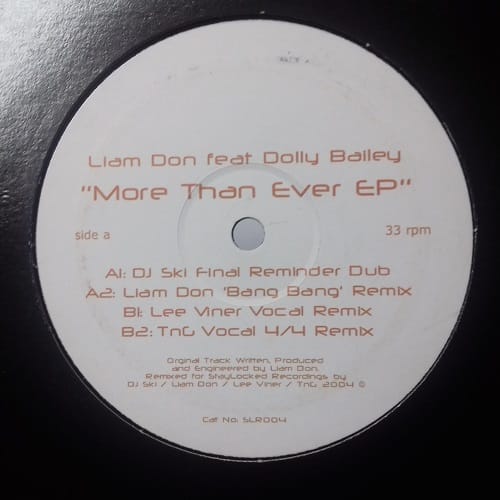 Liam Don feat Dolly Bailey
"More Than Ever EP"
side a 33 rpm
A1: DJ Ski Final Reminder Dub
A2: Liam Don 'Bang Bang' Remix
B1: Lee Viner Vocal Remix
B2: TnG Vocal 4/4 Remix
Orginal Track Written, Produced
and Engineered by Liam Don.
Remixed for StayLocked Recordings by
DJ Ski / Liam Don / Lee Viner / TnG 2004 ©
Cat No: SLR004